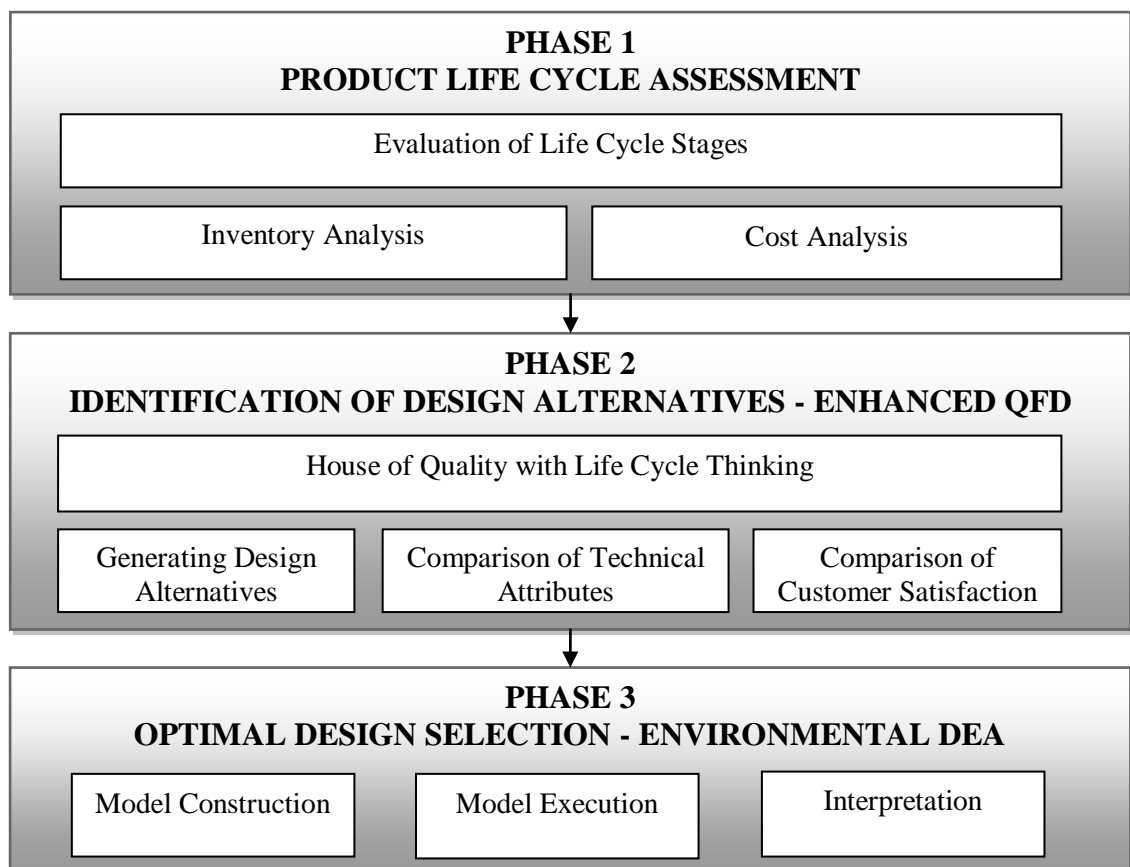 PHASE 1
PRODUCT LIFE CYCLE ASSESSMENT
Evaluation of Life Cycle Stages
Inventory Analysis
Cost Analysis
PHASE 2
IDENTIFICATION OF DESIGN ALTERNATIVES - ENHANCED QFD
House of Quality with Life Cycle Thinking
Generating Design
Alternatives
Comparison of Technical
Attributes
Comparison of
Customer Satisfaction
PHASE 3
OPTIMAL DESIGN SELECTION - ENVIRONMENTAL DEA
Model Construction
Model Execution
Interpretation